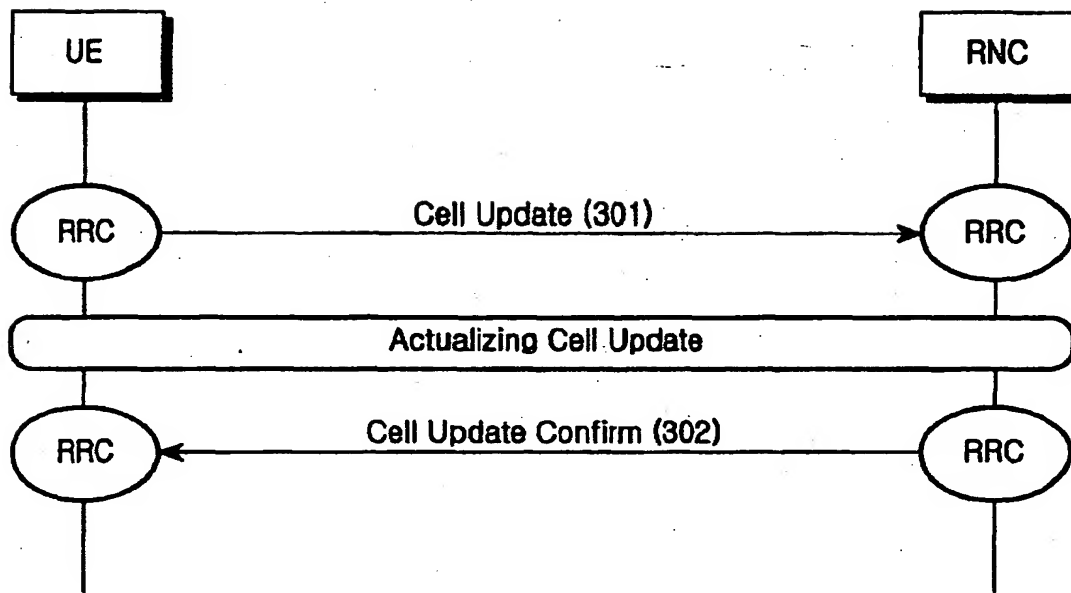 UE
RNC
RRC
Cell Update (301)
RRC
Actualizing Cell Update
RRC
Cell Update Confirm (302)
RRC